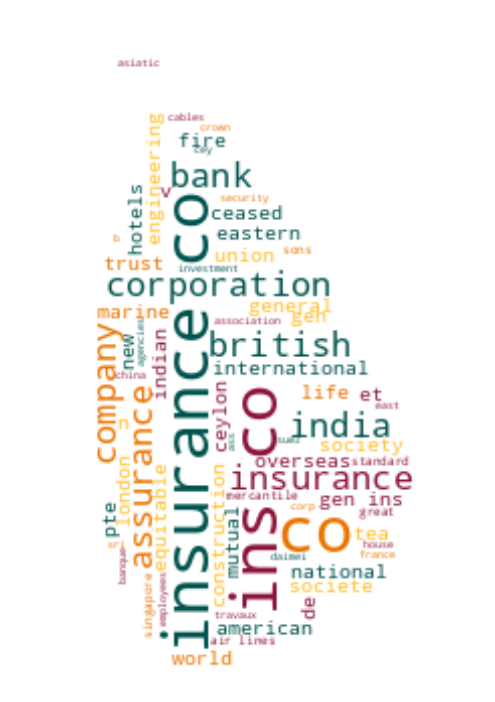 asiatic
cables
crown
fire
cey
engineering
bank
v
security
hotels
ceased
eastern
b
sons
union
trust
investment
corporation
general
marine
gen
association
new
agencies
british
company
indian
international
china
insurance co
life
et
ceylon
east
assurance
india
ins co
ass
suez
society
overseas
standard
insurance
london
n
equitable
construction
mercantile
gen ins
corp
great
pte
mutual
co
tea
house
france
daimei
banque
national
singapore
employees
societe
de
travaux
american
air lines
world